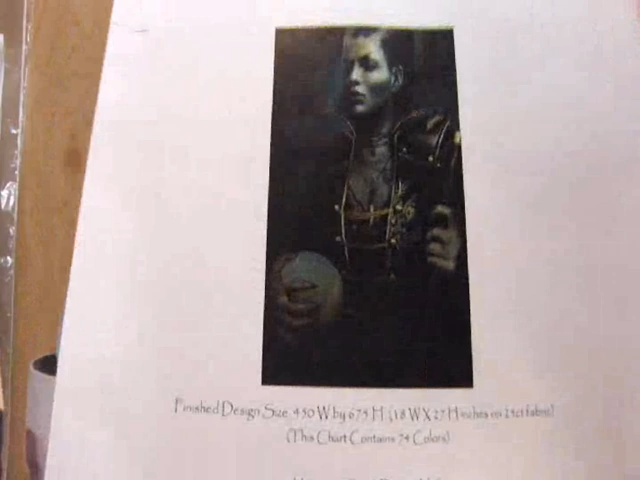 Finished Design Size 450 W by 675 H (18 W X 27 H inches on 25ct fabric)
(This Chart Contains 74 Colors)